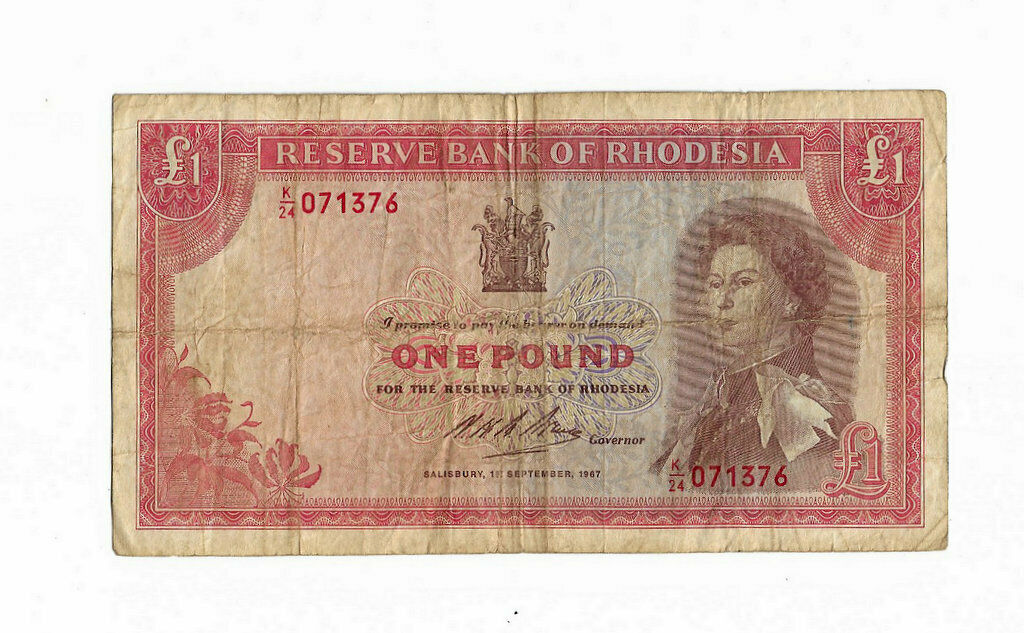 £1 RESERVE BANK OF RHODESIA £1
K/24 071376
I promise to pay the bearer on demand
ONE POUND
FOR THE RESERVE BANK OF RHODESIA
Governor
SALISBURY, 1ST SEPTEMBER, 1967
K/24 071376 £1